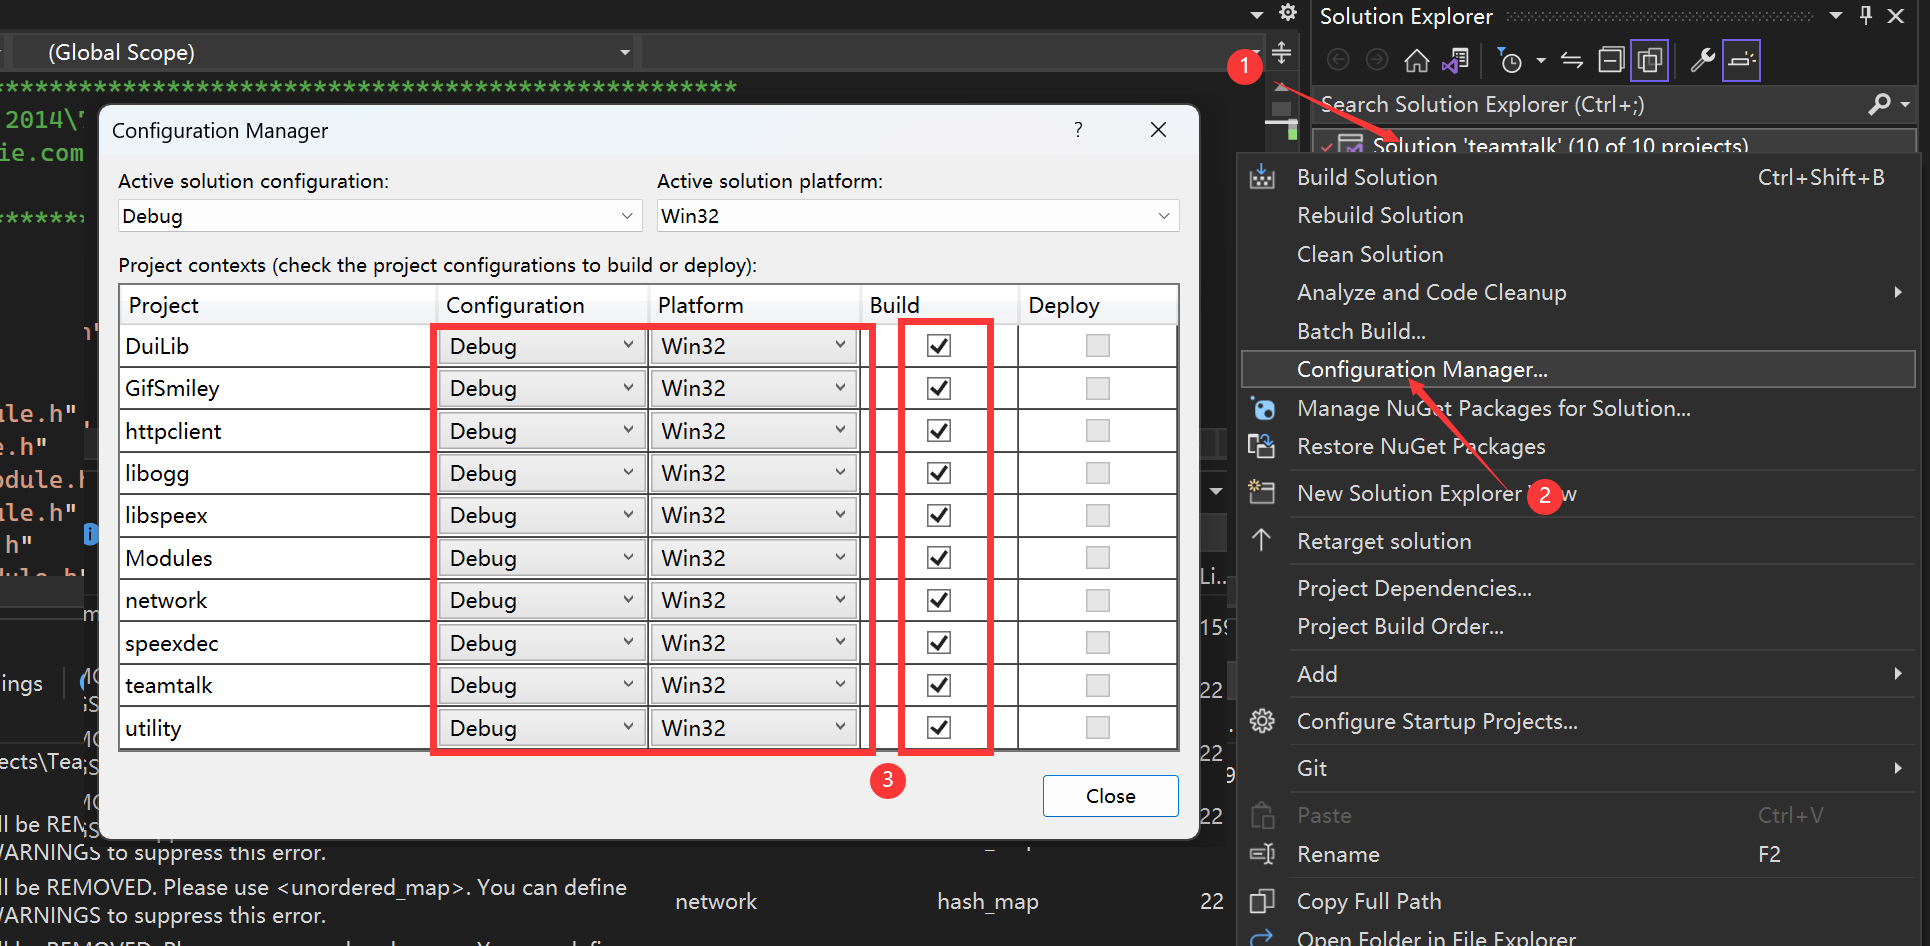 Solution Explorer
(Global Scope)
1
Search Solution Explorer (Ctrl+;)
Solution 'teamtalk' (10 of 10 projects)
****************************************************
2014\
ie.com
Configuration Manager
?
Active solution configuration:
Active solution platform:
Debug
Win32
Project contexts (check the project configurations to build or deploy):
Project Configuration Platform Build Deploy
DuiLib Debug Win32
GifSmiley Debug Win32
httpclient Debug Win32
libogg Debug Win32
libspeex Debug Win32
Modules Debug Win32
network Debug Win32
speexdec Debug Win32
teamtalk Debug Win32
utility Debug Win32
3
Close
Build Solution Ctrl+Shift+B
Rebuild Solution
Clean Solution
Analyze and Code Cleanup
Batch Build...
Configuration Manager...
Manage NuGet Packages for Solution...
Restore NuGet Packages
New Solution Explorer
2
Retarget solution
Project Dependencies...
Project Build Order...
Add
Configure Startup Projects...
Git
Paste Ctrl+V
Rename F2
Copy Full Path
Open Folder in File Explorer
ule.h"
e.h"
odule.h
ule.h"
h"
Li...
159
ings
22
ects\Tea
22
ll be REM
22
WARNINGS to suppress this error.
ll be REMOVED. Please use <unordered_map>. You can define
network hash_map 22
WARNINGS to suppress this error.